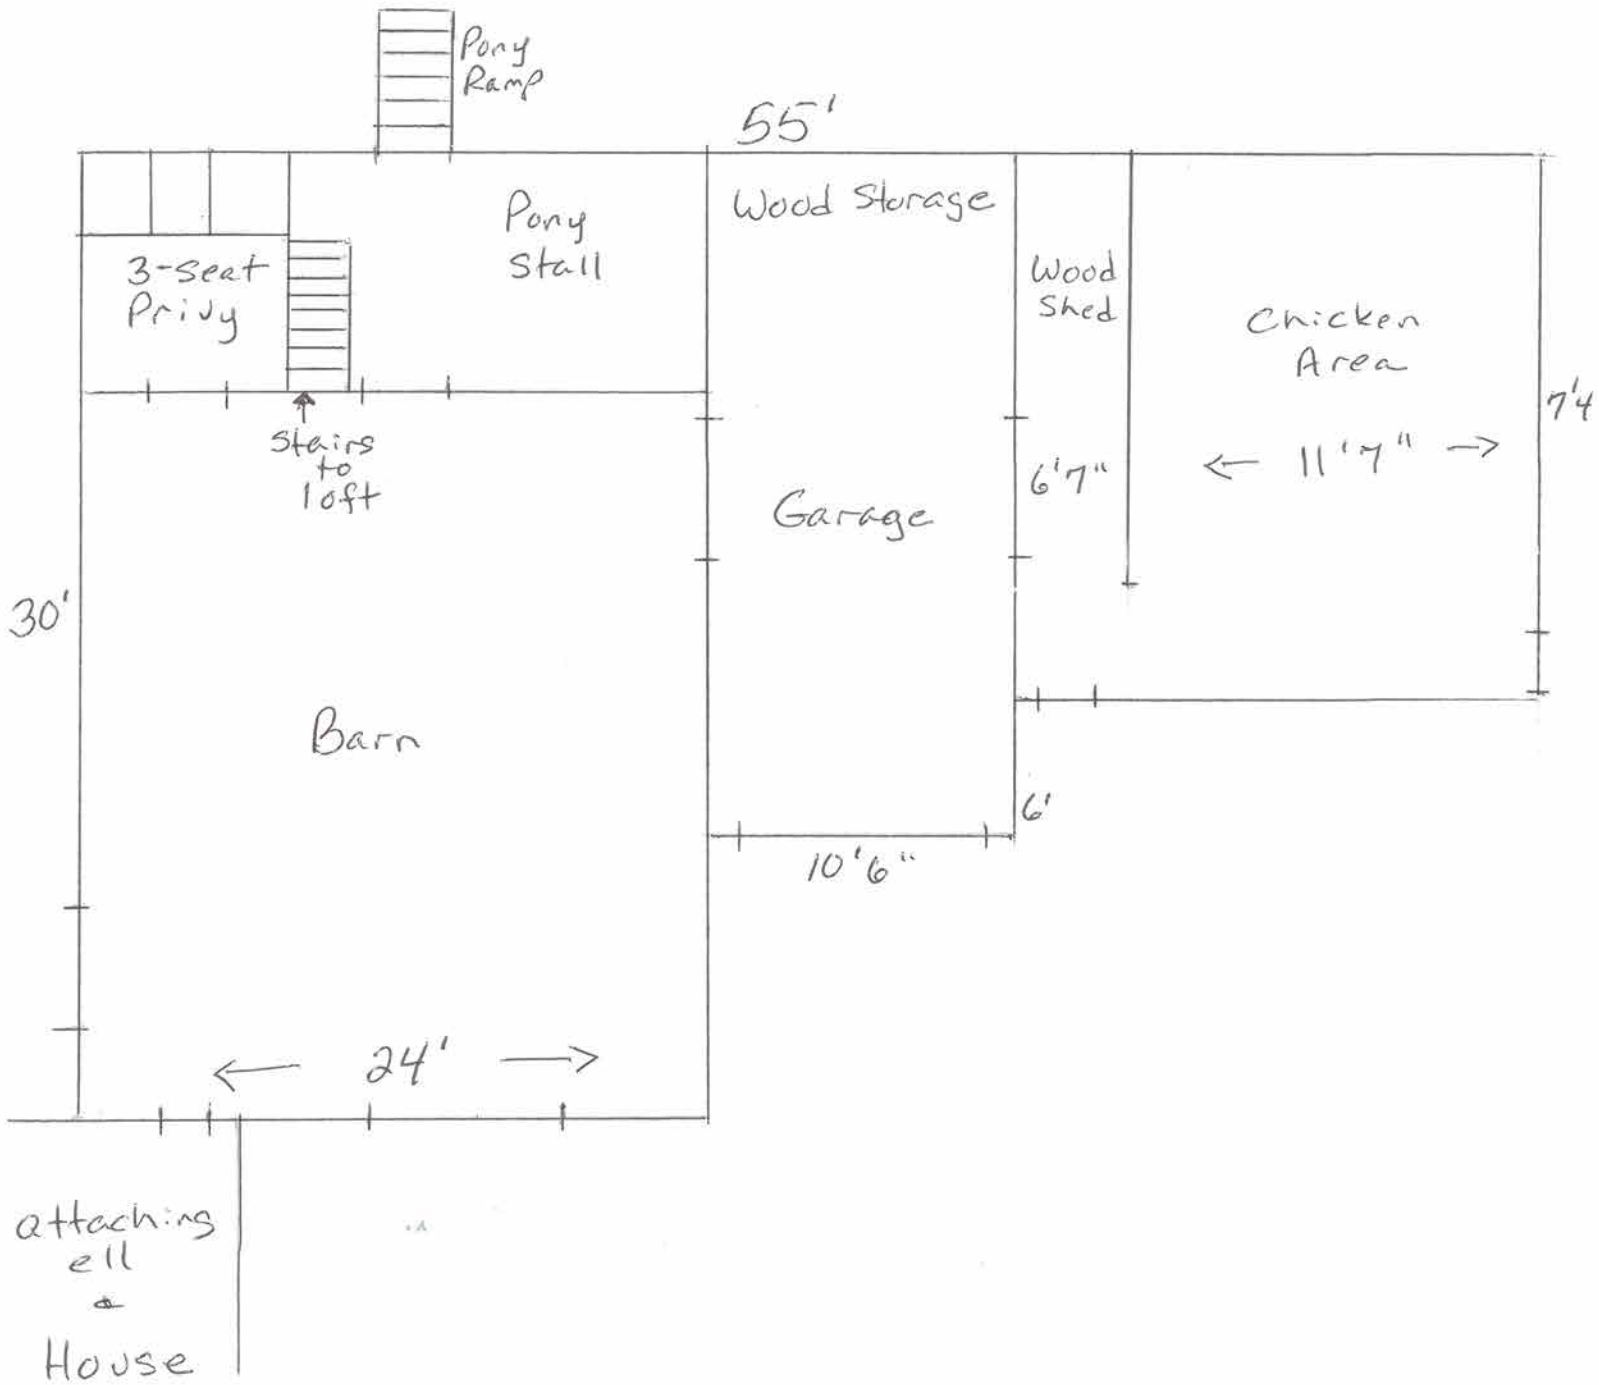 Pony
Ramp
55'
Wood Storage
Pony
Stall
3-Seat
Privy
Wood
Shed
Chicken
Area
7'4
Stairs
to
loft
6'7"
← 11'7" →
Garage
30'
Barn
6'
10'6"
← 24' →
attaching
ell
&
House